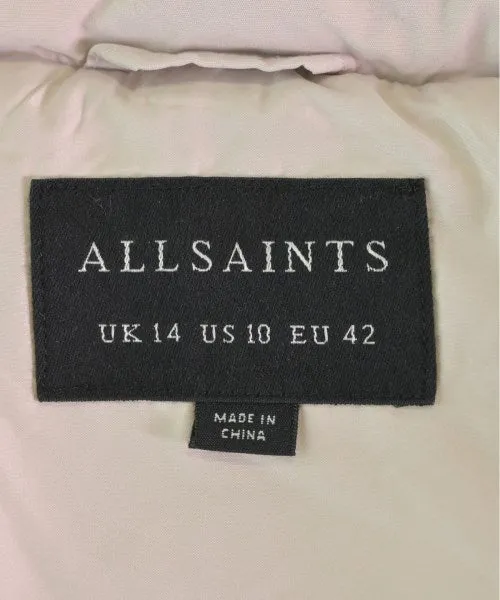 ALLSAINTS
UK 14 US 10 EU 42
MADE IN
CHINA